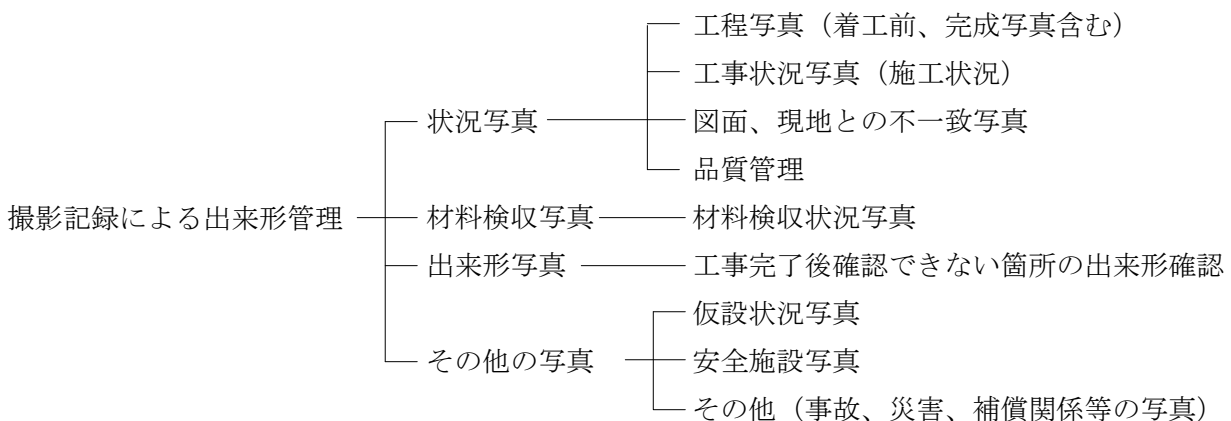 工程写真（着工前、完成写真含む）
工事状況写真（施工状況）
状況写真
図面、現地との不一致写真
品質管理
撮影記録による出来形管理
材料検収写真
材料検収状況写真
出来形写真
工事完了後確認できない箇所の出来形確認
仮設状況写真
その他の写真
安全施設写真
その他（事故、災害、補償関係等の写真）